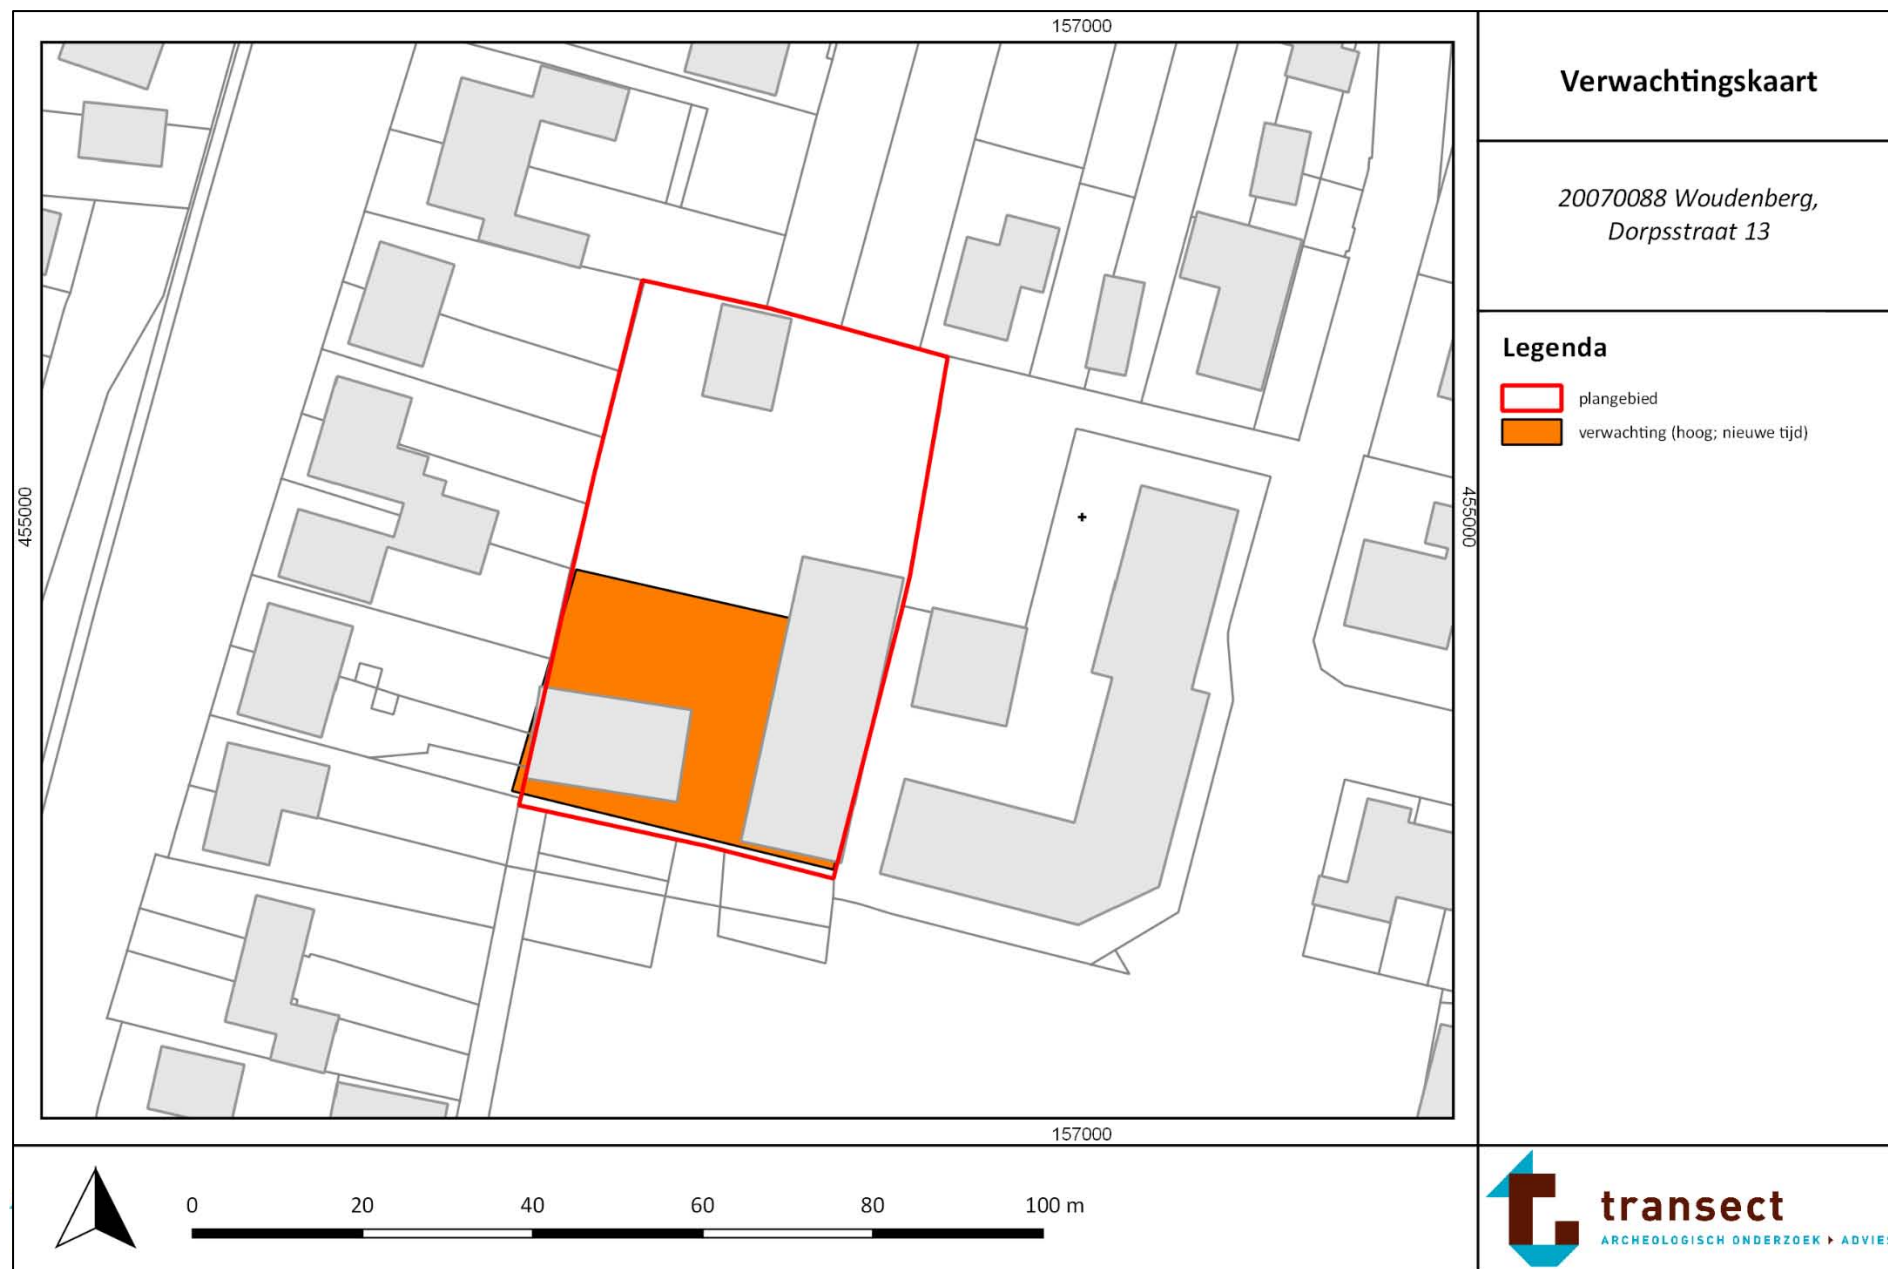 157000
Verwachtingskaart
20070088 Woudenberg,
Dorpsstraat 13
Legenda
plangebied
verwachting (hoog; nieuwe tijd)
455000
455000
157000
0 20 40 60 80 100 m
transect
ARCHEOLOGISCH ONDERZOEK ADVIES